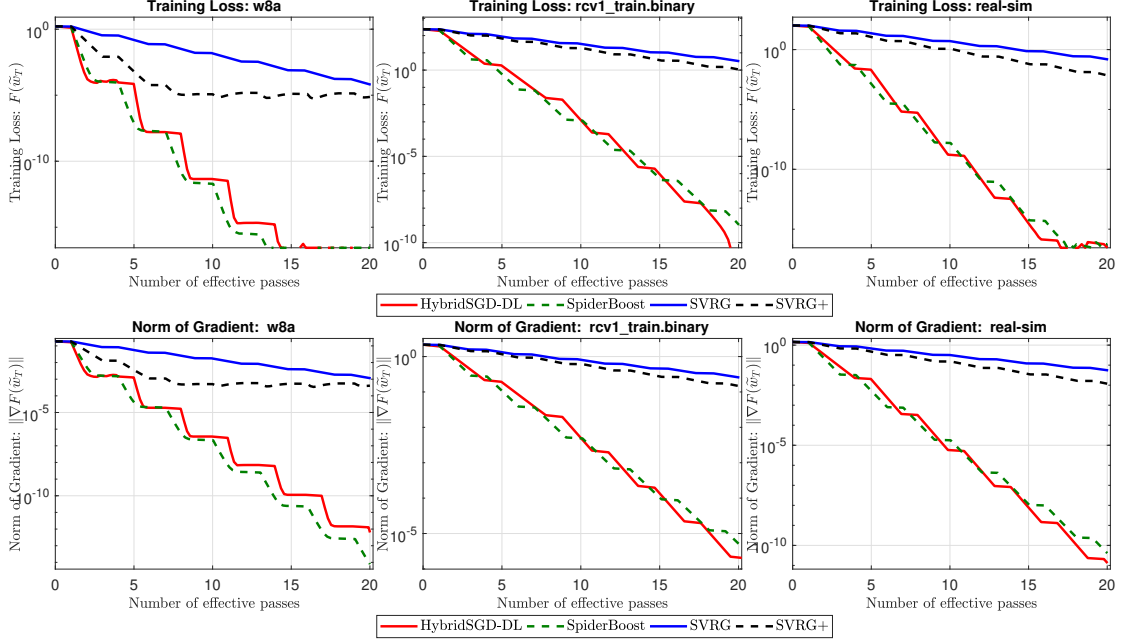 Training Loss: w8a
Training Loss: rcv1_train.binary
Training Loss: real-sim
Training Loss: F(w̃_T)
10^0
10^-10
0 5 10 15 20
Number of effective passes
Training Loss: F(w̃_T)
10^0
10^-5
10^-10
0 5 10 15 20
Number of effective passes
Training Loss: F(w̃_T)
10^0
10^-10
0 5 10 15 20
Number of effective passes
HybridSGD-DL SpiderBoost SVRG SVRG+
Norm of Gradient: w8a
Norm of Gradient: rcv1_train.binary
Norm of Gradient: real-sim
Norm of Gradient: ||∇F(w̃_T)||
10^-5
10^-10
0 5 10 15 20
Number of effective passes
Norm of Gradient: ||∇F(w̃_T)||
10^0
10^-5
0 5 10 15 20
Number of effective passes
Norm of Gradient: ||∇F(w̃_T)||
10^0
10^-5
10^-10
0 5 10 15 20
Number of effective passes
HybridSGD-DL SpiderBoost SVRG SVRG+